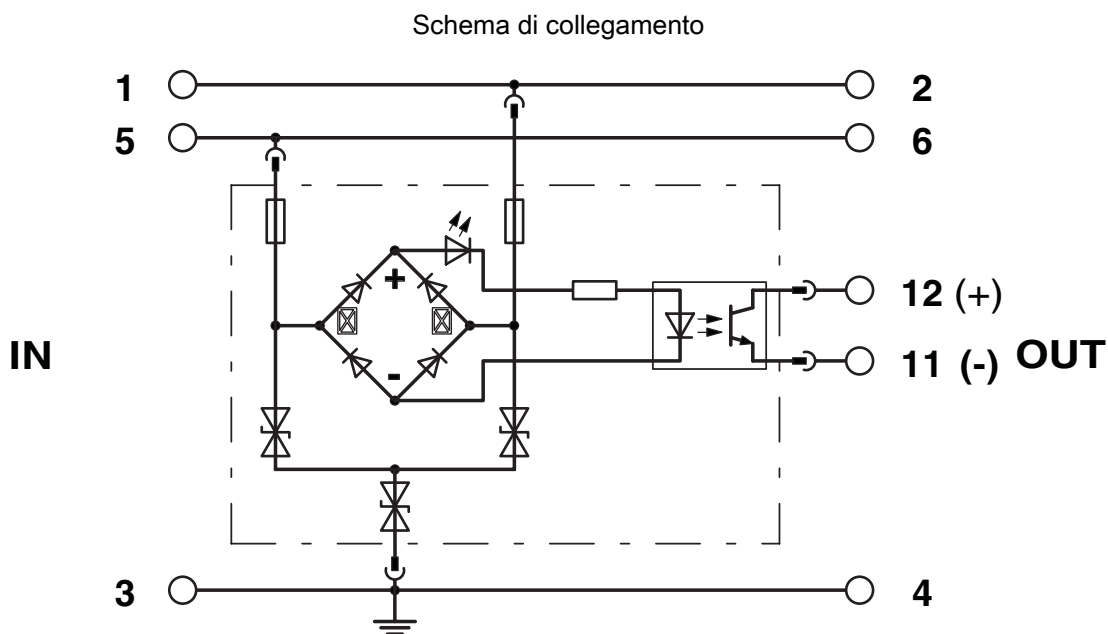 Schema di collegamento
1 2
5 6
+
12 (+)
IN
-
11 (-) OUT
3 4